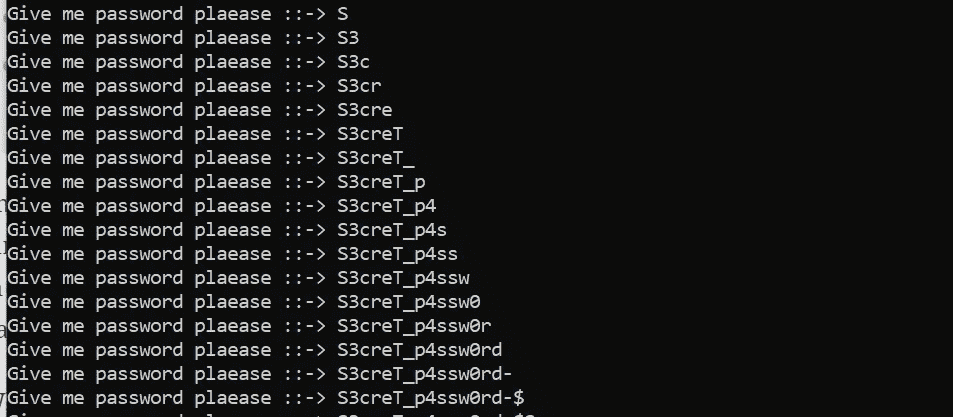 Give me password plaease ::-> S
Give me password plaease ::-> S3
Give me password plaease ::-> S3c
Give me password plaease ::-> S3cr
Give me password plaease ::-> S3cre
Give me password plaease ::-> S3creT
Give me password plaease ::-> S3creT_
Give me password plaease ::-> S3creT_p
Give me password plaease ::-> S3creT_p4
Give me password plaease ::-> S3creT_p4s
Give me password plaease ::-> S3creT_p4ss
Give me password plaease ::-> S3creT_p4ssw
Give me password plaease ::-> S3creT_p4ssw0
Give me password plaease ::-> S3creT_p4ssw0r
Give me password plaease ::-> S3creT_p4ssw0rd
Give me password plaease ::-> S3creT_p4ssw0rd-
Give me password plaease ::-> S3creT_p4ssw0rd-$